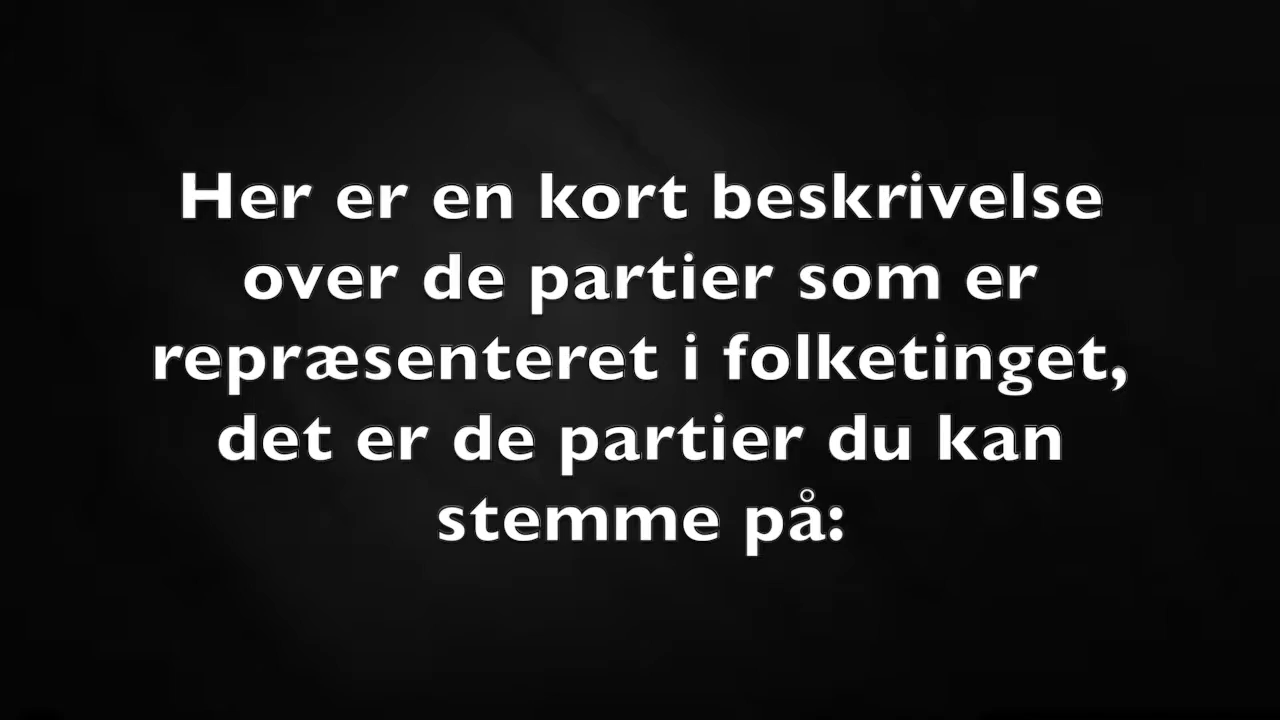 Her er en kort beskrivelse
over de partier som er
repræsenteret i folketinget,
det er de partier du kan
stemme på: